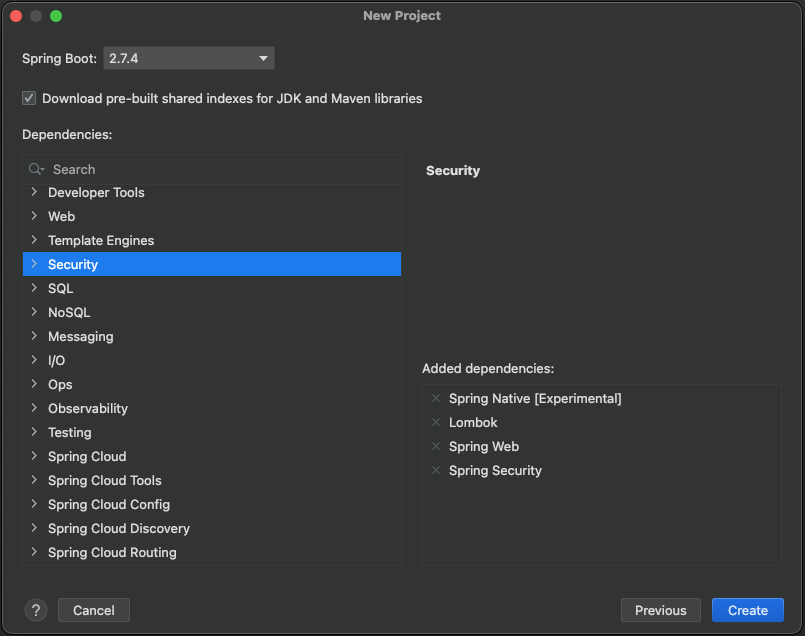 New Project
Spring Boot: 2.7.4
Download pre-built shared indexes for JDK and Maven libraries
Dependencies:
Search
Developer Tools
Web
Template Engines
Security
SQL
NoSQL
Messaging
I/O
Ops
Observability
Testing
Spring Cloud
Spring Cloud Tools
Spring Cloud Config
Spring Cloud Discovery
Spring Cloud Routing
Security
Added dependencies:
Spring Native [Experimental]
Lombok
Spring Web
Spring Security
?
Cancel
Previous
Create